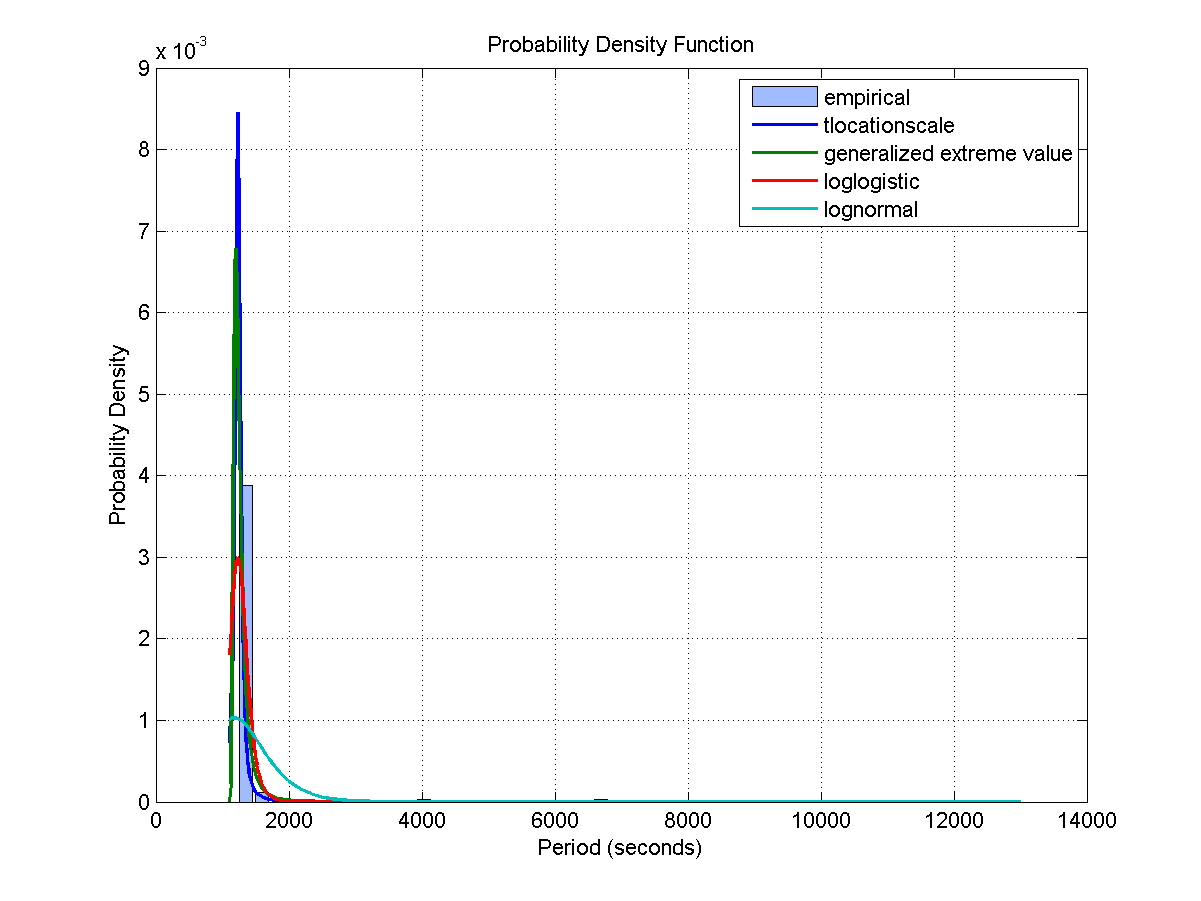 Probability Density Function
x 10-3
9
8
7
6
5
4
3
2
1
0
Probability Density
empirical
tlocationscale
generalized extreme value
loglogistic
lognormal
0 2000 4000 6000 8000 10000 12000 14000
Period (seconds)